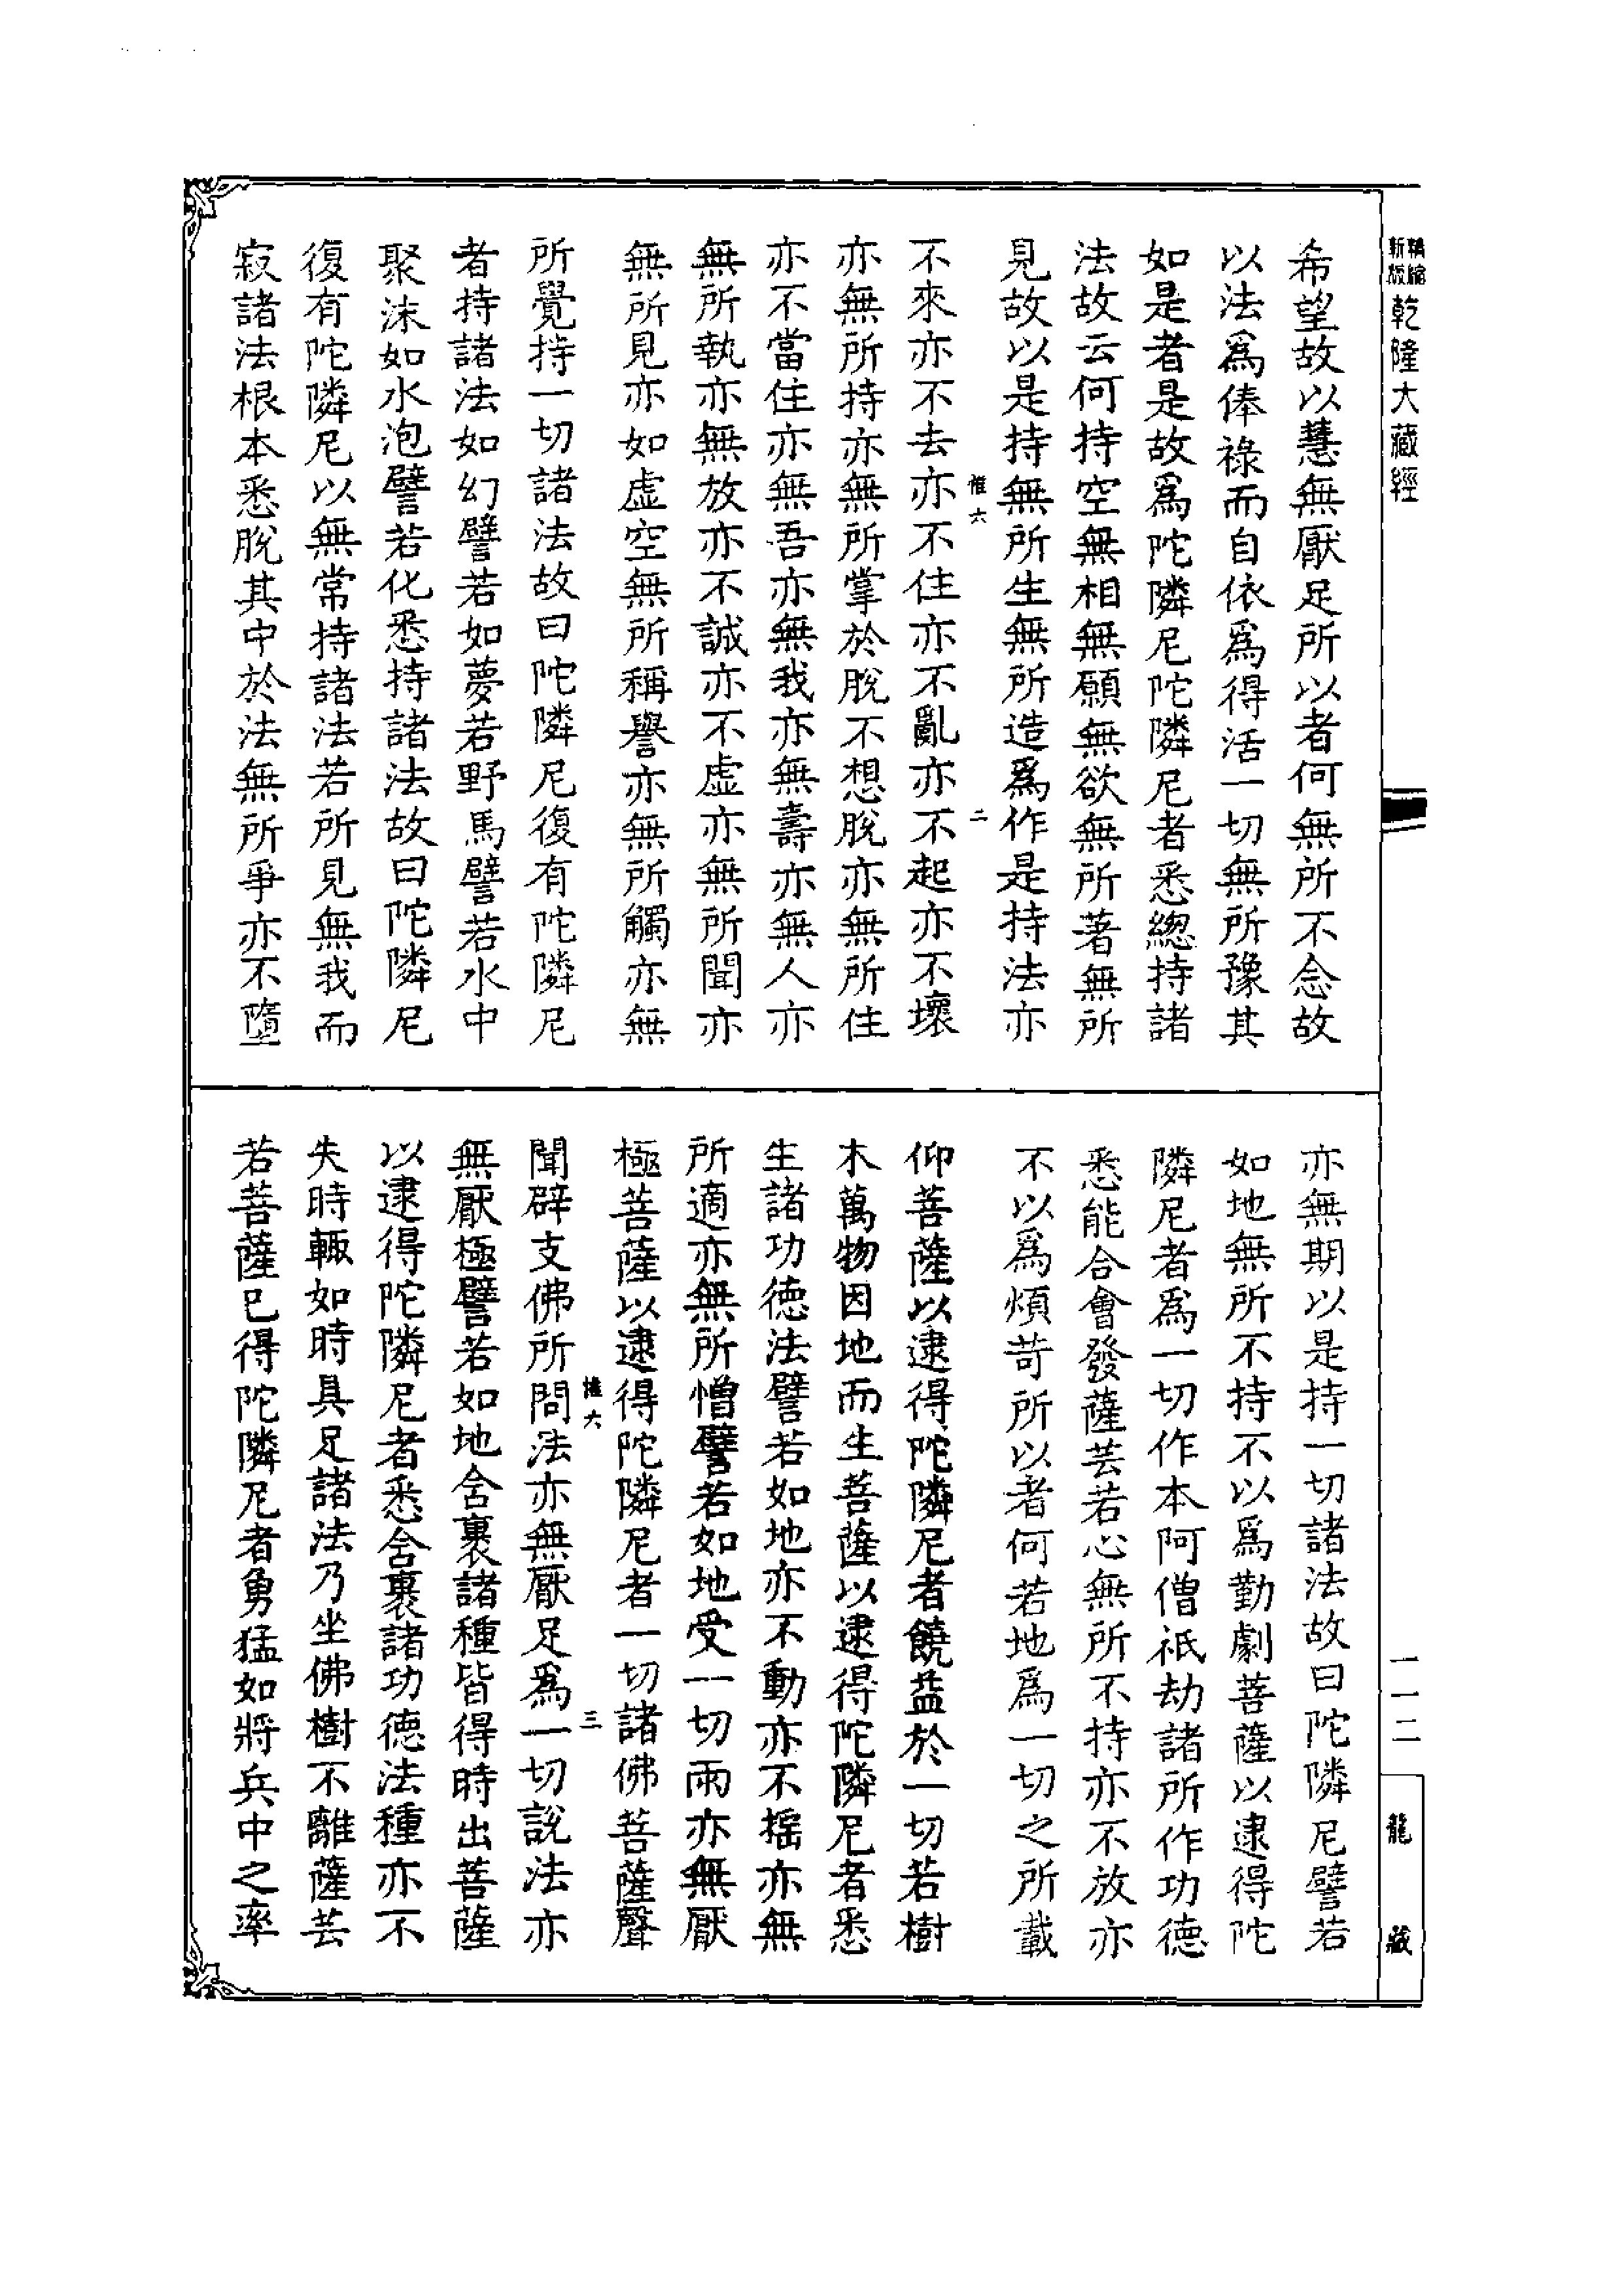 精縮
新版
乾隆大藏經
希望故以慧無厭足所以者何無所不念故
以法爲俸祿而自依爲得活一切無所豫其
如是者是故爲陀隣尼陀隣尼者悉總持諸
法故云何持空無相無願無欲無所著無所
見故以是持無所生無所造爲作是持法亦
惟六 二
不來亦不去亦不住亦不亂亦不起亦不壞
亦無所持亦無所掌於脫不想脫亦無所住
亦不當住亦無吾亦無我亦無壽亦無人亦
無所執亦無放亦不誠亦不虛亦無所聞亦
無所見亦如虛空無所稱譽亦無所觸亦無
所覺持一切諸法故曰陀隣尼復有陀隣尼
者持諸法如幻譬若如夢若野馬譬若水中
聚沫如水泡譬若化悉持諸法故曰陀隣尼
復有陀隣尼以無常持諸法若所見無我而
寂諸法根本悉脫其中於法無所爭亦不墮
亦無期以是持一切諸法故曰陀隣尼譬若
如地無所不持不以爲勤劇菩薩以逮得陀
隣尼者爲一切作本阿僧祇劫諸所作功德
悉能合會發薩芸若心無所不持亦不放亦
不以爲煩苛所以者何若地爲一切之所載
仰菩薩以逮得陀隣尼者饒益於一切若樹
木萬物因地而生菩薩以逮得陀隣尼者悉
生諸功德法譬若如地亦不動亦不搖亦無
所適亦無所憎譬若如地受一切雨亦無厭
極菩薩以逮得陀隣尼者一切諸佛菩薩聲
惟六 三
聞辟支佛所問法亦無厭足爲一切說法亦
無厭極譬若如地含裹諸種皆得時出菩薩
以逮得陀隣尼者悉含裹諸功德法種亦不
失時輒如時具足諸法乃坐佛樹不離薩芸
若菩薩已得陀隣尼者勇猛如將兵中之率
一一二
龍藏